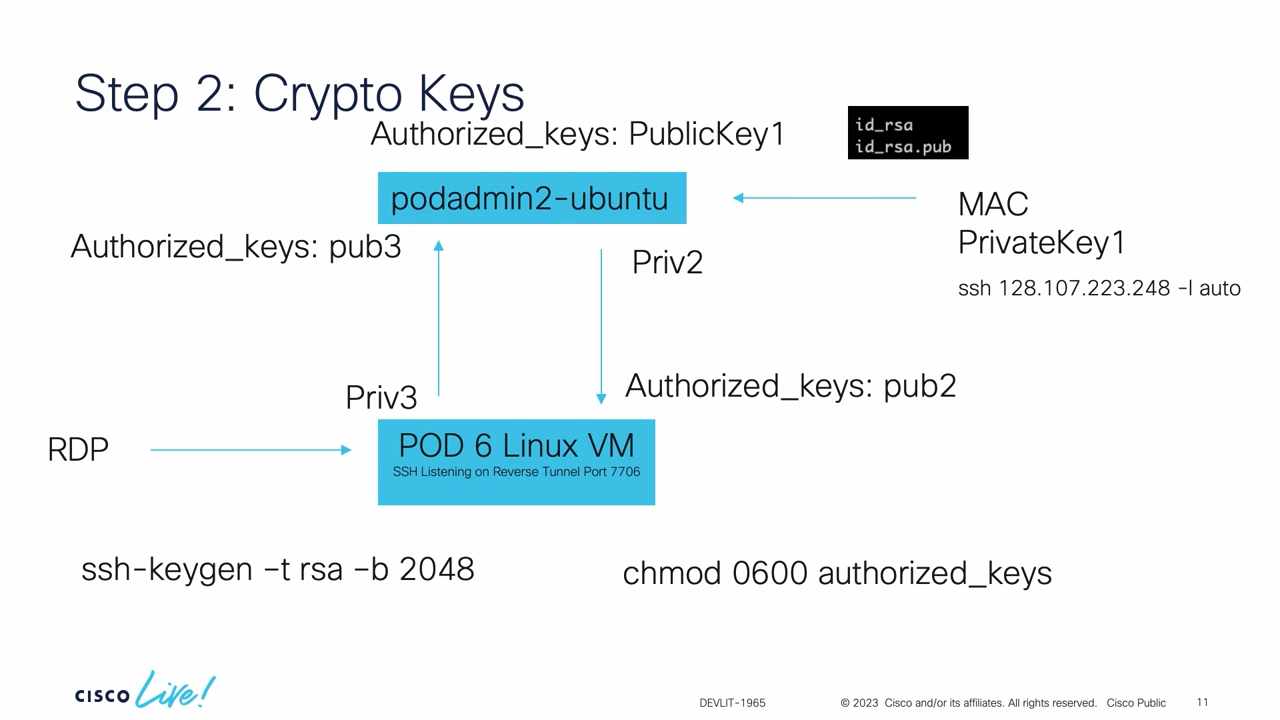 Step 2: Crypto Keys
Authorized_keys: PublicKey1
id_rsa
id_rsa.pub
podadmin2-ubuntu
MAC
PrivateKey1
ssh 128.107.223.248 -l auto
Authorized_keys: pub3
Priv2
Priv3
Authorized_keys: pub2
RDP
POD 6 Linux VM
SSH Listening on Reverse Tunnel Port 7706
ssh-keygen –t rsa –b 2048
chmod 0600 authorized_keys
CISCO Live!
DEVLIT-1965
© 2023 Cisco and/or its affiliates. All rights reserved. Cisco Public
11